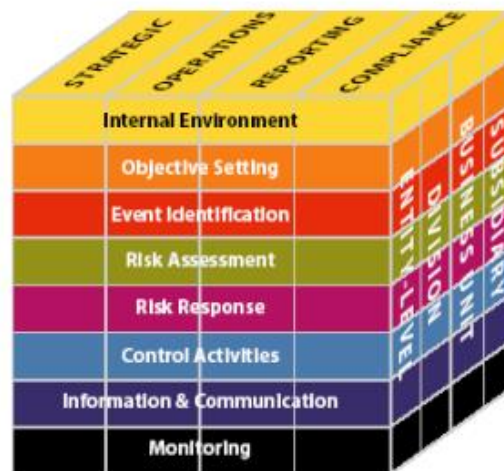 STRATEGIC
OPERATIONS
REPORTING
COMPLIANCE
Internal Environment
Objective Setting
Event Identification
Risk Assessment
Risk Response
Control Activities
Information & Communication
Monitoring
ENTITY-LEVEL
DIVISION
BUSINESS UNIT
SUBSIDIARY